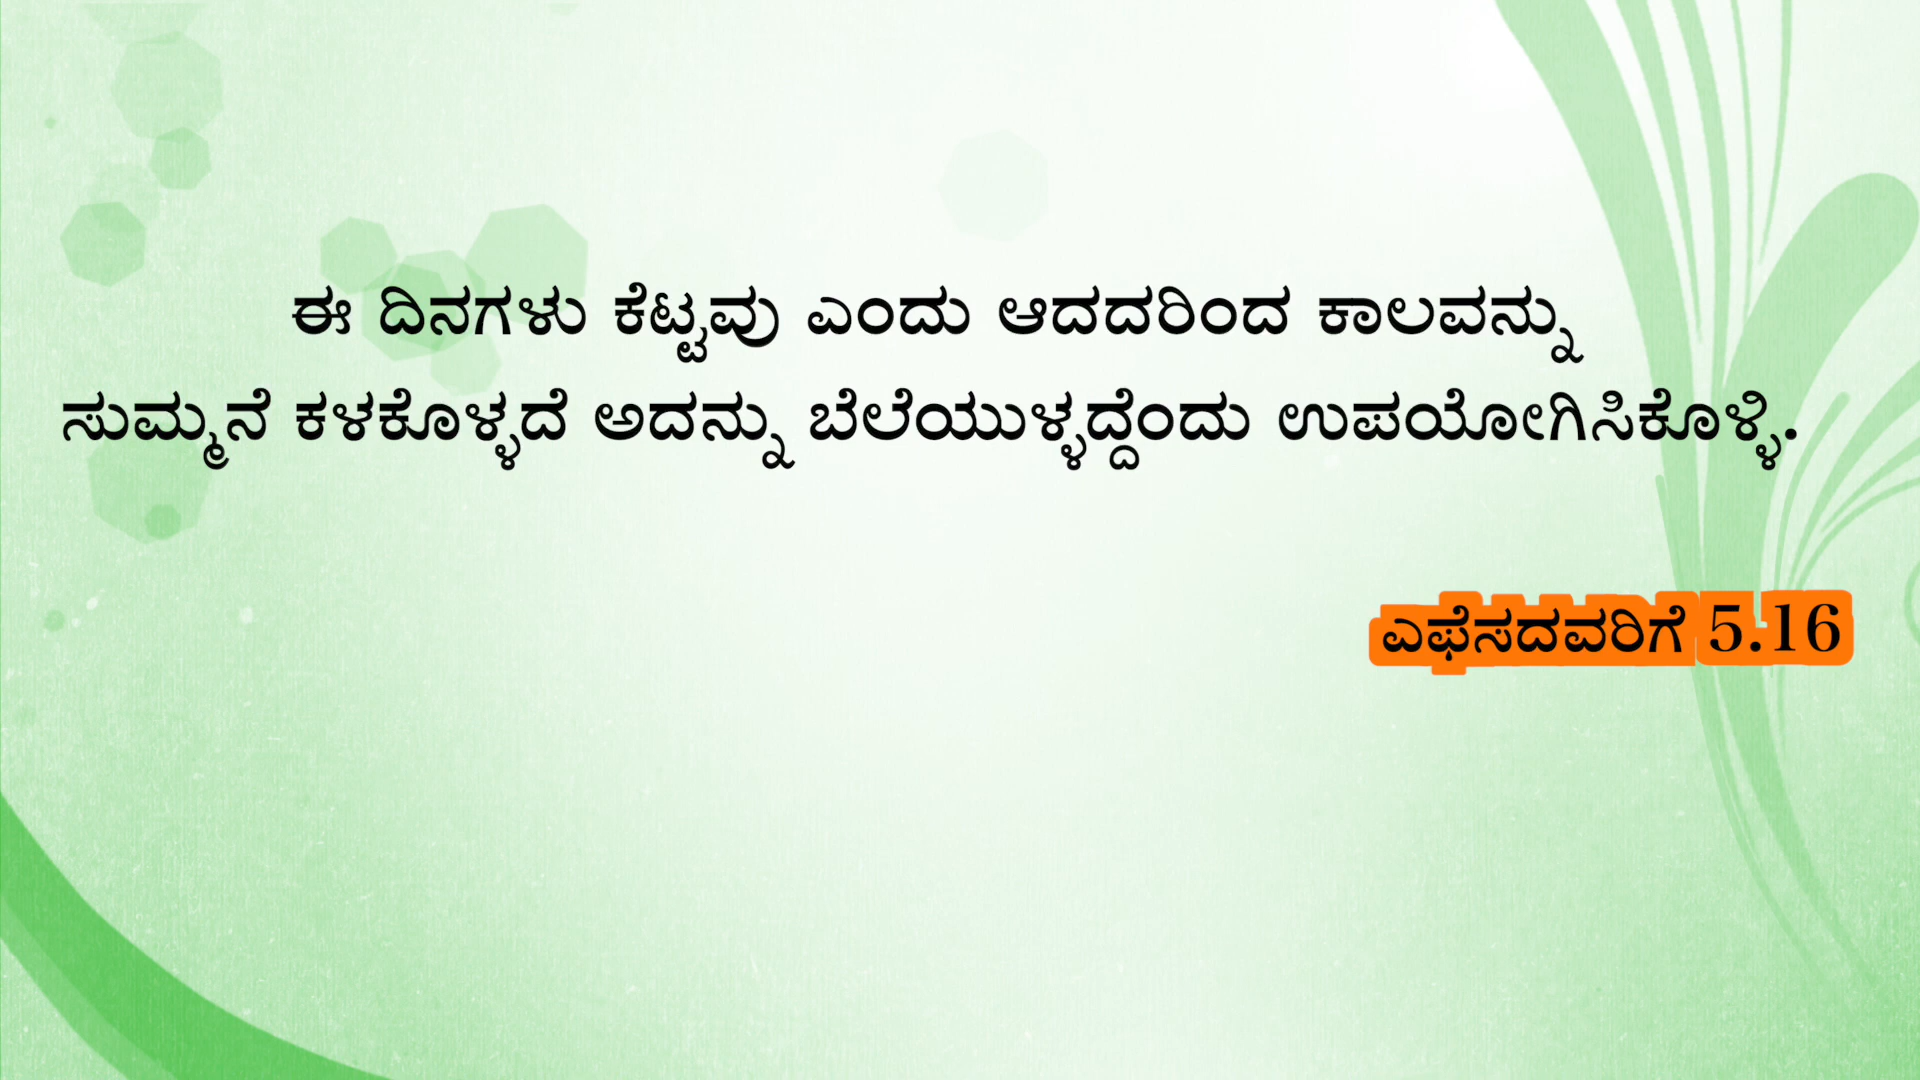 ಈ ದಿನಗಳು ಕೆಟ್ಟವು ಎಂದು ಆದದರಿಂದ ಕಾಲವನ್ನು
ಸುಮ್ಮನೆ ಕಳಕೊಳ್ಳದೆ ಅದನ್ನು ಬೆಲೆಯುಳ್ಳದ್ದೆಂದು ಉಪಯೋಗಿಸಿಕೊಳ್ಳಿ.
ಎಫೆಸದವರಿಗೆ 5.16